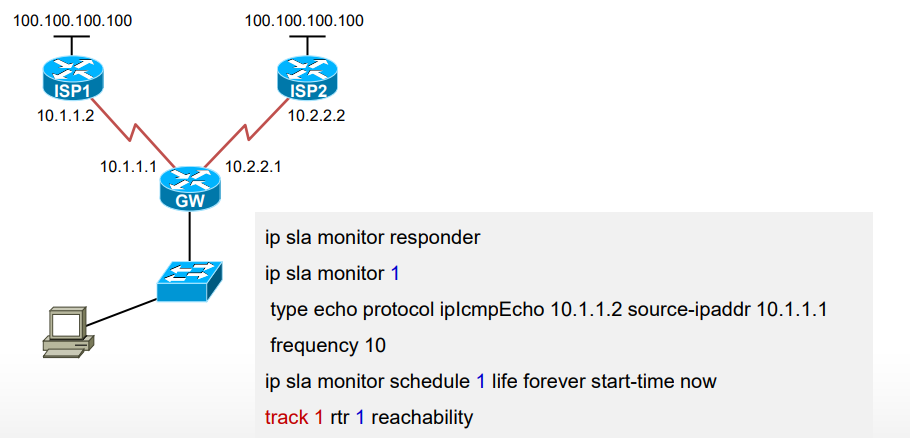 100.100.100.100 100.100.100.100
ISP1 ISP2
10.1.1.2 10.2.2.2
10.1.1.1 10.2.2.1
GW
ip sla monitor responder
ip sla monitor 1
type echo protocol ipIcmpEcho 10.1.1.2 source-ipaddr 10.1.1.1
frequency 10
ip sla monitor schedule 1 life forever start-time now
track 1 rtr 1 reachability